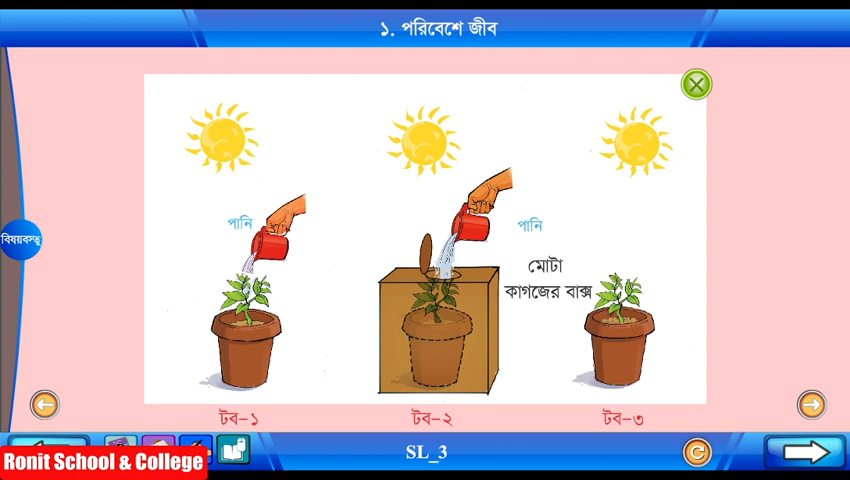 ১. পরিবেশে জীব
পানি
পানি
বিষয়বস্তু
মোটা
কাগজের বাক্স
টব-১
টব-২
টব-৩
SL_3
Ronit School & College